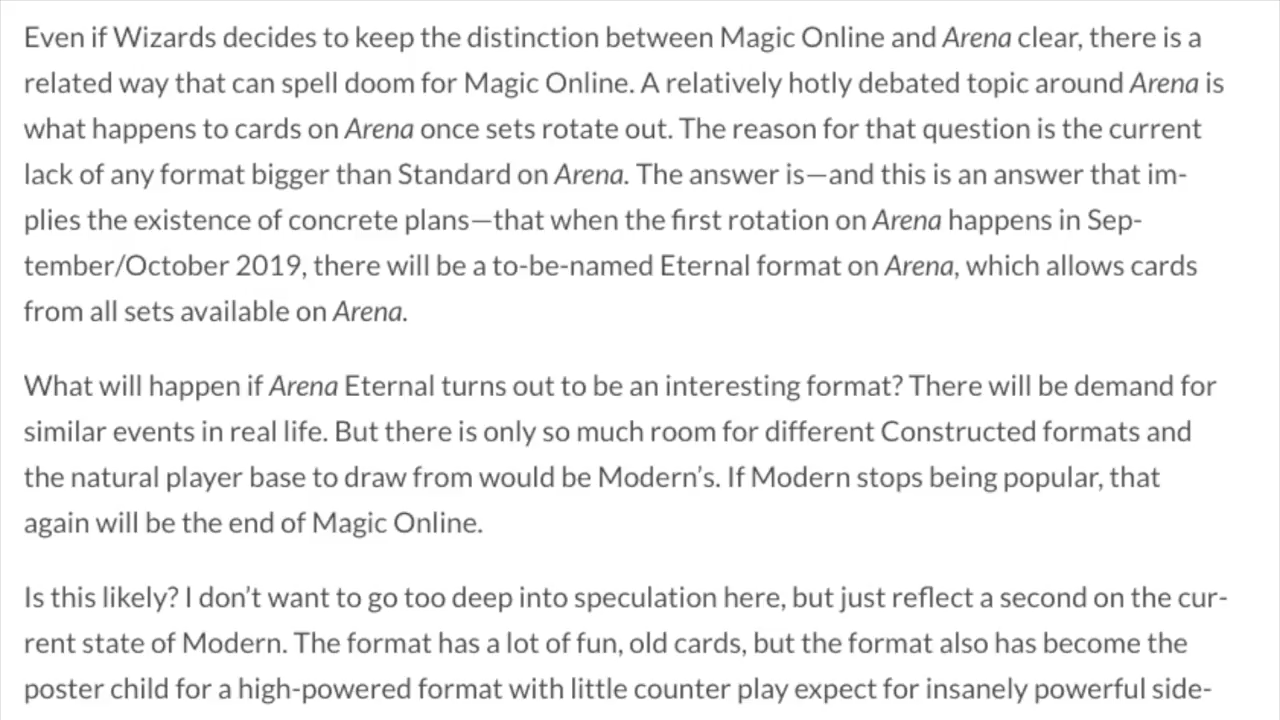 Even if Wizards decides to keep the distinction between Magic Online and Arena clear, there is a
related way that can spell doom for Magic Online. A relatively hotly debated topic around Arena is
what happens to cards on Arena once sets rotate out. The reason for that question is the current
lack of any format bigger than Standard on Arena. The answer is—and this is an answer that im-
plies the existence of concrete plans—that when the first rotation on Arena happens in Sep-
tember/October 2019, there will be a to-be-named Eternal format on Arena, which allows cards
from all sets available on Arena.
What will happen if Arena Eternal turns out to be an interesting format? There will be demand for
similar events in real life. But there is only so much room for different Constructed formats and
the natural player base to draw from would be Modern’s. If Modern stops being popular, that
again will be the end of Magic Online.
Is this likely? I don’t want to go too deep into speculation here, but just reflect a second on the cur-
rent state of Modern. The format has a lot of fun, old cards, but the format also has become the
poster child for a high-powered format with little counter play expect for insanely powerful side-